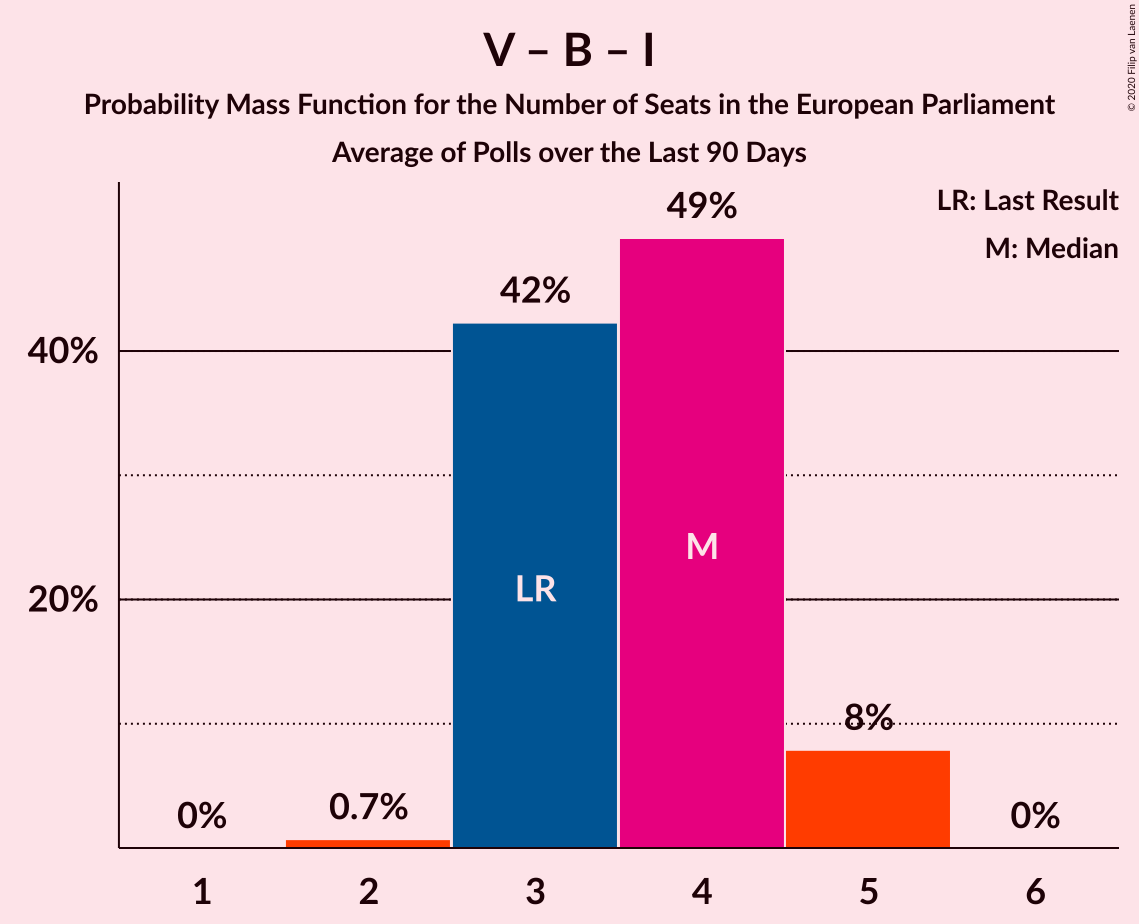 V – B – I
Probability Mass Function for the Number of Seats in the European Parliament
Average of Polls over the Last 90 Days
© 2020 Filip van Laenen
LR: Last Result
M: Median
49%
42%
40%
M
LR
20%
8%
0.7%
0%
0%
1 2 3 4 5 6